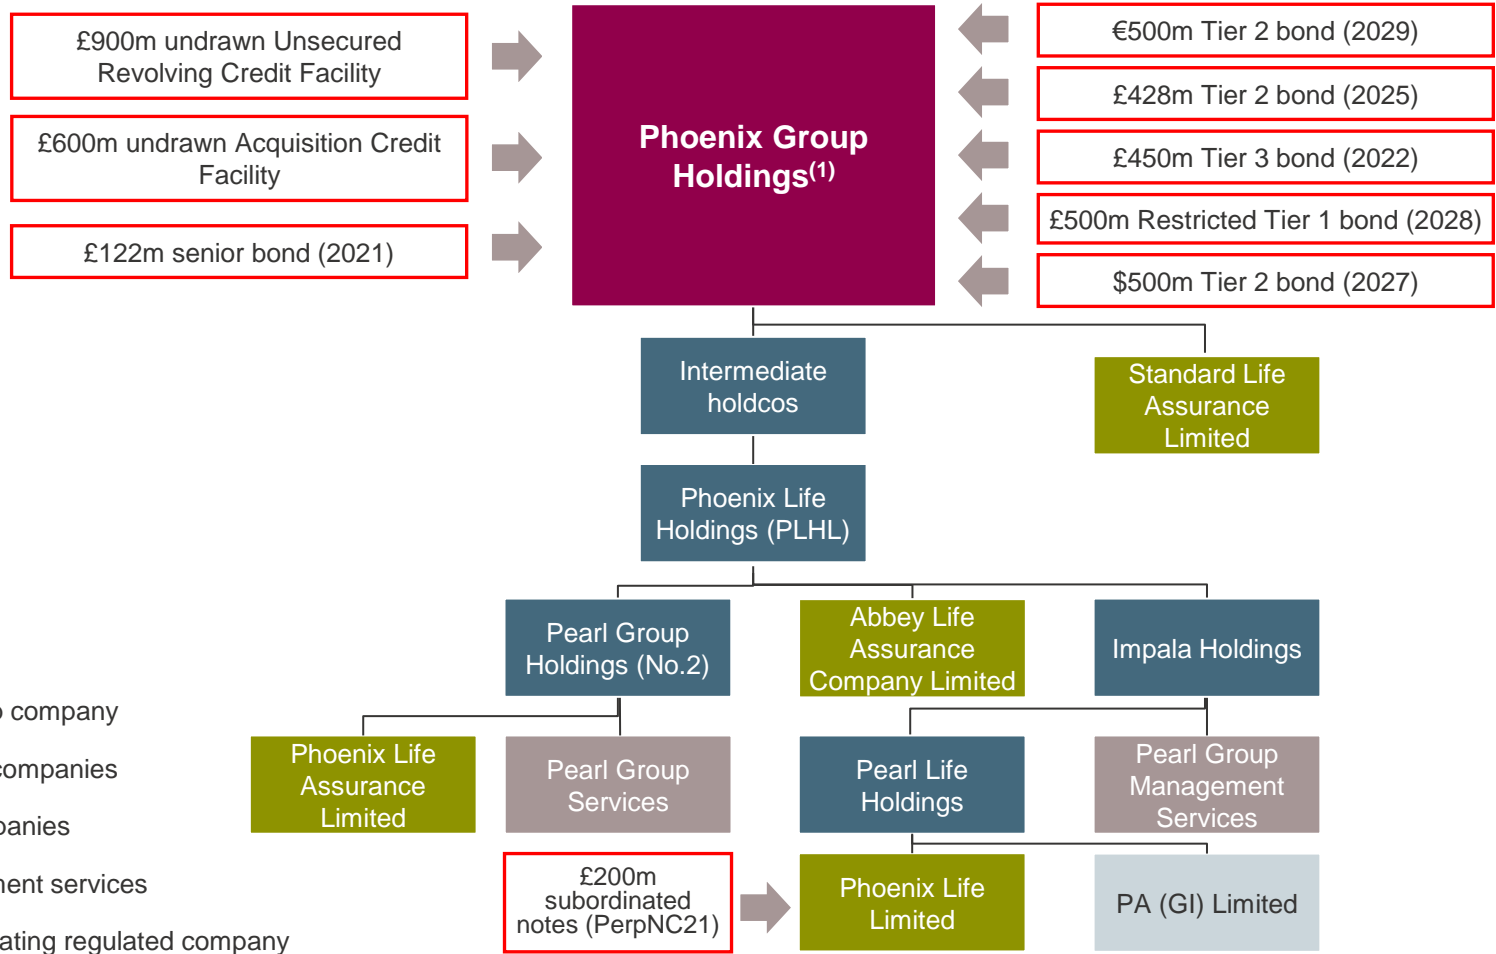 £900m undrawn Unsecured
Revolving Credit Facility
£600m undrawn Acquisition Credit
Facility
£122m senior bond (2021)
Phoenix Group
Holdings(1)
€500m Tier 2 bond (2029)
£428m Tier 2 bond (2025)
£450m Tier 3 bond (2022)
£500m Restricted Tier 1 bond (2028)
$500m Tier 2 bond (2027)
Intermediate
holdcos
Standard Life
Assurance
Limited
Phoenix Life
Holdings (PLHL)
Pearl Group
Holdings (No.2)
Abbey Life
Assurance
Company Limited
Impala Holdings
Phoenix Life
Assurance
Limited
Pearl Group
Services
Pearl Life
Holdings
Pearl Group
Management
Services
£200m
subordinated
notes (PerpNC21)
Phoenix Life
Limited
PA (GI) Limited
company
companies
services
regulated company